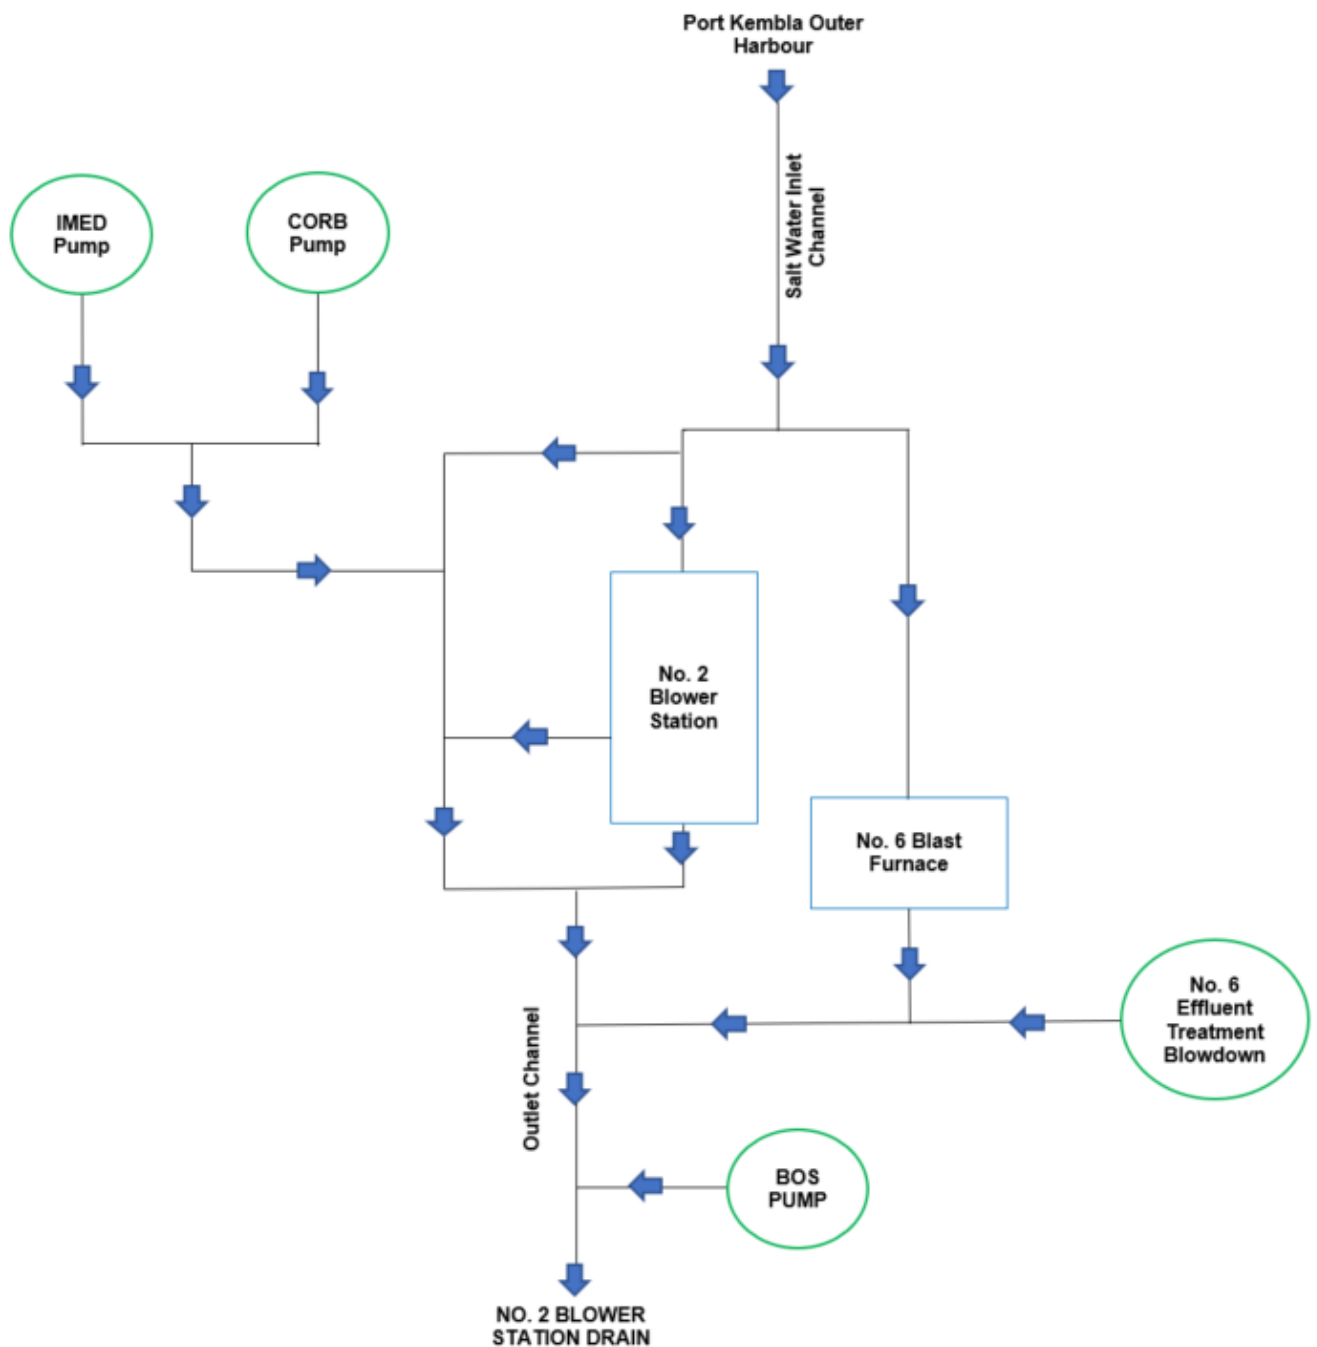 Port Kembla Outer
Harbour
Salt Water Inlet
Channel
IMED
Pump
CORB
Pump
No. 2
Blower
Station
No. 6 Blast
Furnace
No. 6
Effluent
Treatment
Blowdown
Outlet Channel
BOS
PUMP
NO. 2 BLOWER
STATION DRAIN